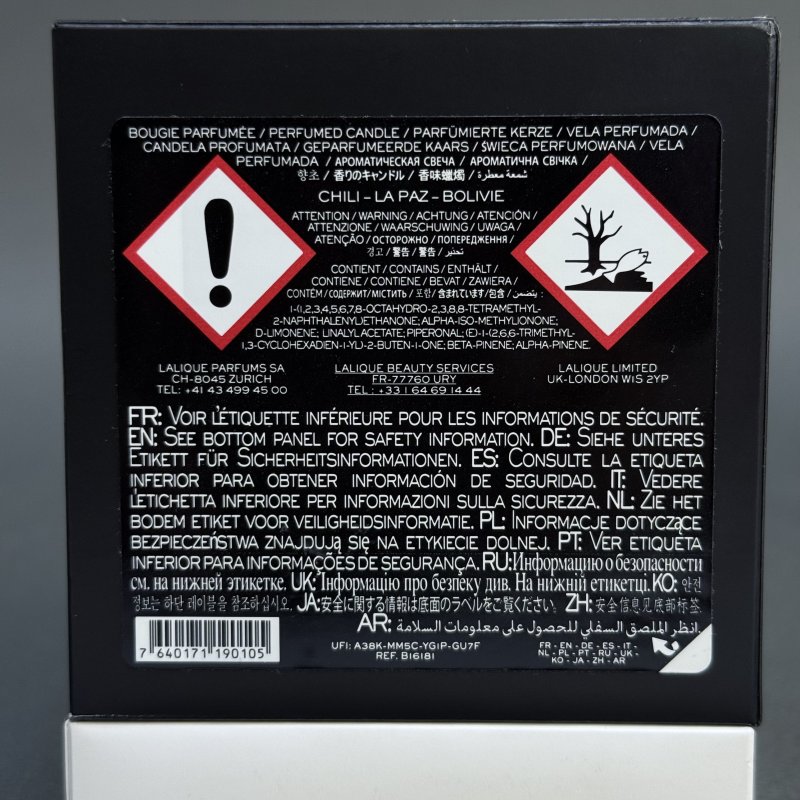 BOUGIE PARFUMÉE / PERFUMED CANDLE / PARFÜMIERTE KERZE / VELA PERFUMADA /
CANDELA PROFUMATA / GEPARFUMEERDE KAARS / ŚWIECA PERFUMOWANA / VELA
PERFUMADA / АРОМАТИЧЕСКАЯ СВЕЧА / АРОМАТИЧНА СВІЧКА /
향초 / 香りのキャンドル / 香味蠟燭 / شمعة معطرة
CHILI – LA PAZ – BOLIVIE
ATTENTION / WARNING / ACHTUNG / ATENCIÓN /
ATTENZIONE / WAARSCHUWING / UWAGA /
ATENÇÃO / ОСТОРОЖНО / ПОПЕРЕДЖЕННЯ /
경고 / 警告 / 警告 / تحذير
CONTIENT / CONTAINS / ENTHÄLT /
CONTIENE / CONTIENE / BEVAT / ZAWIERA /
CONTÉM / СОДЕРЖИТ / МІСТИТЬ / 포함 / 含まれています / 包含 / يتضمن :
1-(1,2,3,4,5,6,7,8-OCTAHYDRO-2,3,8,8-TETRAMETHYL-
2-NAPHTHALENYL)ETHANONE; ALPHA-ISO-METHYLIONONE;
D-LIMONENE; LINALYL ACETATE; PIPERONAL; (E)-1-(2,6,6-TRIMETHYL-
1,3-CYCLOHEXADIEN-1-YL)-2-BUTEN-1-ONE; BETA-PINENE; ALPHA-PINENE.
LALIQUE PARFUMS SA
CH-8045 ZURICH
TEL: +41 43 499 45 00
LALIQUE BEAUTY SERVICES
FR-77760 URY
TEL : +33 1 64 69 14 44
LALIQUE LIMITED
UK-LONDON W1S 2YP
FR: VOIR L'ÉTIQUETTE INFÉRIEURE POUR LES INFORMATIONS DE SÉCURITÉ.
EN: SEE BOTTOM PANEL FOR SAFETY INFORMATION. DE: SIEHE UNTERES
ETIKETT FÜR SICHERHEITSINFORMATIONEN. ES: CONSULTE LA ETIQUETA
INFERIOR PARA OBTENER INFORMACIÓN DE SEGURIDAD. IT: VEDERE
L'ETICHETTA INFERIORE PER INFORMAZIONI SULLA SICUREZZA. NL: ZIE HET
BODEM ETIKET VOOR VEILIGHEIDSINFORMATIE. PL: INFORMACJE DOTYCZĄCE
BEZPIECZEŃSTWA ZNAJDUJĄ SIĘ NA ETYKIECIE DOLNEJ. PT: VER ETIQUETA
INFERIOR PARA INFORMAÇÕES DE SEGURANÇA. RU: Информацию о безопасности
см. на нижней этикетке. UK: Інформацію про безпеку див. На нижній етикетці. KO: 안전
정보는 하단 레이블을 참조하십시오. JA: 安全に関する情報は底面のラベルをご覧ください。 ZH: 安全信息见底部标签.
AR: انظر الملصق السفلي للحصول على معلومات السلامة.
7 640171 190105
UFI: A38K-MM5C-YG1P-GU7F
REF. B16181
FR - EN - DE - ES - IT -
NL - PL - PT - RU - UK -
KO - JA - ZH - AR